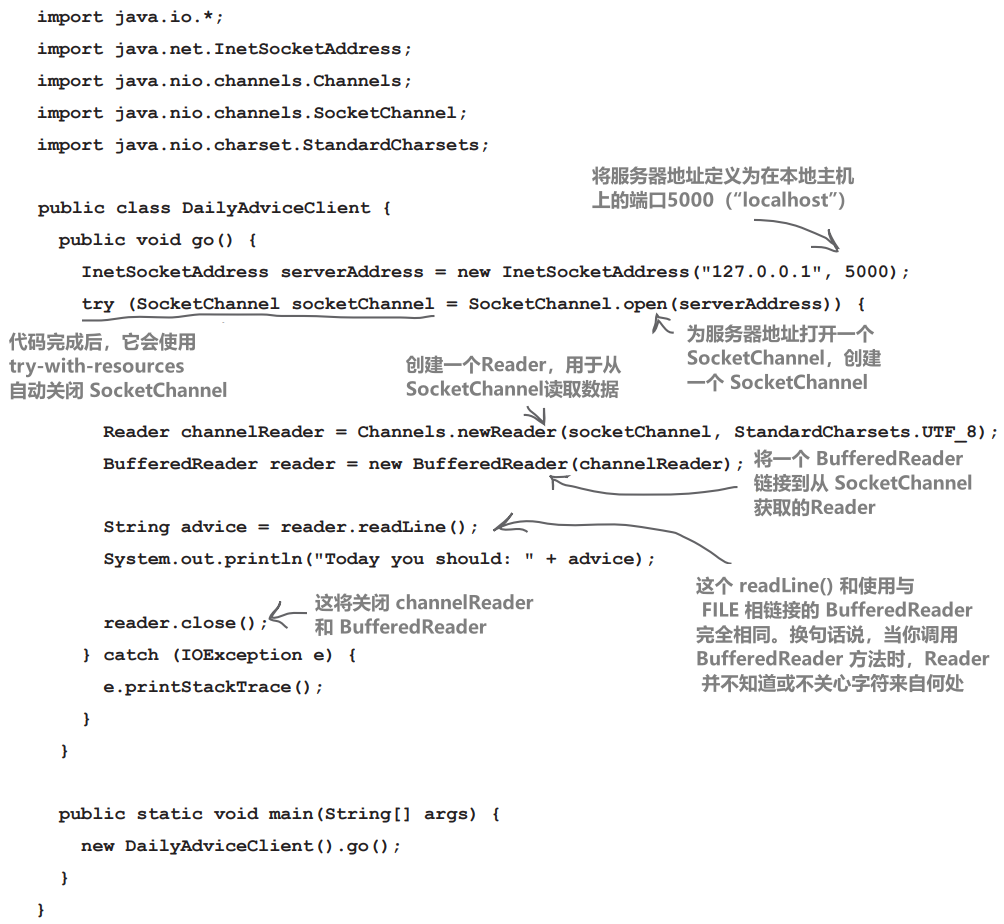 import java.io.*;
import java.net.InetSocketAddress;
import java.nio.channels.Channels;
import java.nio.channels.SocketChannel;
import java.nio.charset.StandardCharsets;
将服务器地址定义为在本地主机
上的端口5000（“localhost”）
public class DailyAdviceClient {
public void go() {
InetSocketAddress serverAddress = new InetSocketAddress("127.0.0.1", 5000);
try (SocketChannel socketChannel = SocketChannel.open(serverAddress)) {
代码完成后，它会使用
try-with-resources
自动关闭 SocketChannel
创建一个Reader，用于从
SocketChannel读取数据
为服务器地址打开一个
SocketChannel，创建
一个 SocketChannel
Reader channelReader = Channels.newReader(socketChannel, StandardCharsets.UTF_8);
BufferedReader reader = new BufferedReader(channelReader);
将一个 BufferedReader
链接到从 SocketChannel
获取的Reader
String advice = reader.readLine();
System.out.println("Today you should: " + advice);
这个 readLine() 和使用与
FILE 相链接的 BufferedReader
完全相同。换句话说，当你调用
BufferedReader 方法时，Reader
并不知道或不关心字符来自何处
reader.close();
这将关闭 channelReader
和 BufferedReader
} catch (IOException e) {
e.printStackTrace();
}
}
public static void main(String[] args) {
new DailyAdviceClient().go();
}
}